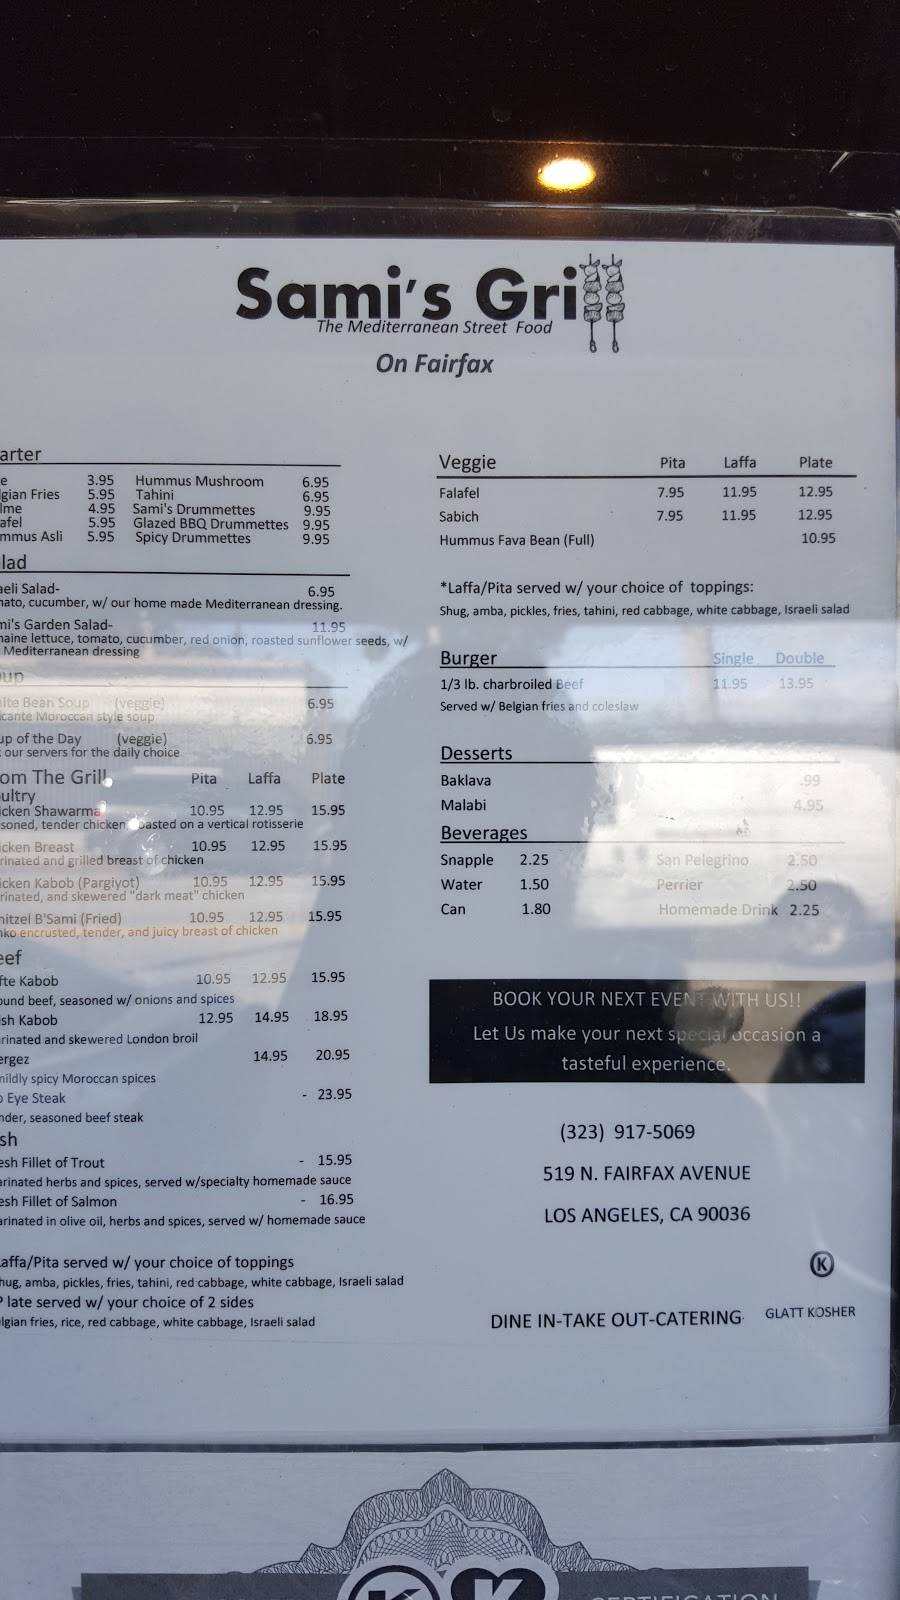 Sami's Grill
The Mediterranean Street Food
On Fairfax
arter
e 3.95 Hummus Mushroom 6.95
lgian Fries 5.95 Tahini 6.95
lme 4.95 Sami's Drummettes 9.95
afel 5.95 Glazed BBQ Drummettes 9.95
mmus Asli 5.95 Spicy Drummettes 9.95
lad
aeli Salad- 6.95
nato, cucumber, w/ our home made Mediterranean dressing.
mi's Garden Salad- 11.95
naine lettuce, tomato, cucumber, red onion, roasted sunflower seeds, w/
Mediterranean dressing
up
ite Bean Soup (veggie) 6.95
icante Moroccan style soup
up of the Day (veggie) 6.95
our servers for the daily choice
om The Grill Pita Laffa Plate
oultry
icken Shawarma 10.95 12.95 15.95
soned, tender chicken roasted on a vertical rotisserie
icken Breast 10.95 12.95 15.95
rinated and grilled breast of chicken
icken Kabob (Pargiyot) 10.95 12.95 15.95
rinated, and skewered "dark meat" chicken
nitzel B'Sami (Fried) 10.95 12.95 15.95
nko encrusted, tender, and juicy breast of chicken
eef
fte Kabob 10.95 12.95 15.95
ound beef, seasoned w/ onions and spices
ish Kabob 12.95 14.95 18.95
arinated and skewered London broil
ergez 14.95 20.95
mildly spicy Moroccan spices
b Eye Steak - 23.95
nder, seasoned beef steak
sh
esh Fillet of Trout - 15.95
arinated herbs and spices, served w/specialty homemade sauce
esh Fillet of Salmon - 16.95
arinated in olive oil, herbs and spices, served w/ homemade sauce
Laffa/Pita served w/ your choice of toppings
hug, amba, pickles, fries, tahini, red cabbage, white cabbage, Israeli salad
P late served w/ your choice of 2 sides
elgian fries, rice, red cabbage, white cabbage, Israeli salad
Veggie Pita Laffa Plate
Falafel 7.95 11.95 12.95
Sabich 7.95 11.95 12.95
Hummus Fava Bean (Full) 10.95
*Laffa/Pita served w/ your choice of toppings:
Shug, amba, pickles, fries, tahini, red cabbage, white cabbage, Israeli salad
Burger Single Double
1/3 lb. charbroiled Beef 11.95 13.95
Served w/ Belgian fries and coleslaw
Desserts
Baklava .99
Malabi 4.95
Beverages
Snapple 2.25 San Pelegrino 2.50
Water 1.50 Perrier 2.50
Can 1.80 Homemade Drink 2.25
BOOK YOUR NEXT EVENT WITH US!!
Let Us make your next special occasion a
tasteful experience.
(323) 917-5069
519 N. FAIRFAX AVENUE
LOS ANGELES, CA 90036
K
DINE IN-TAKE OUT-CATERING GLATT KOSHER
K K
CERTIFICATION